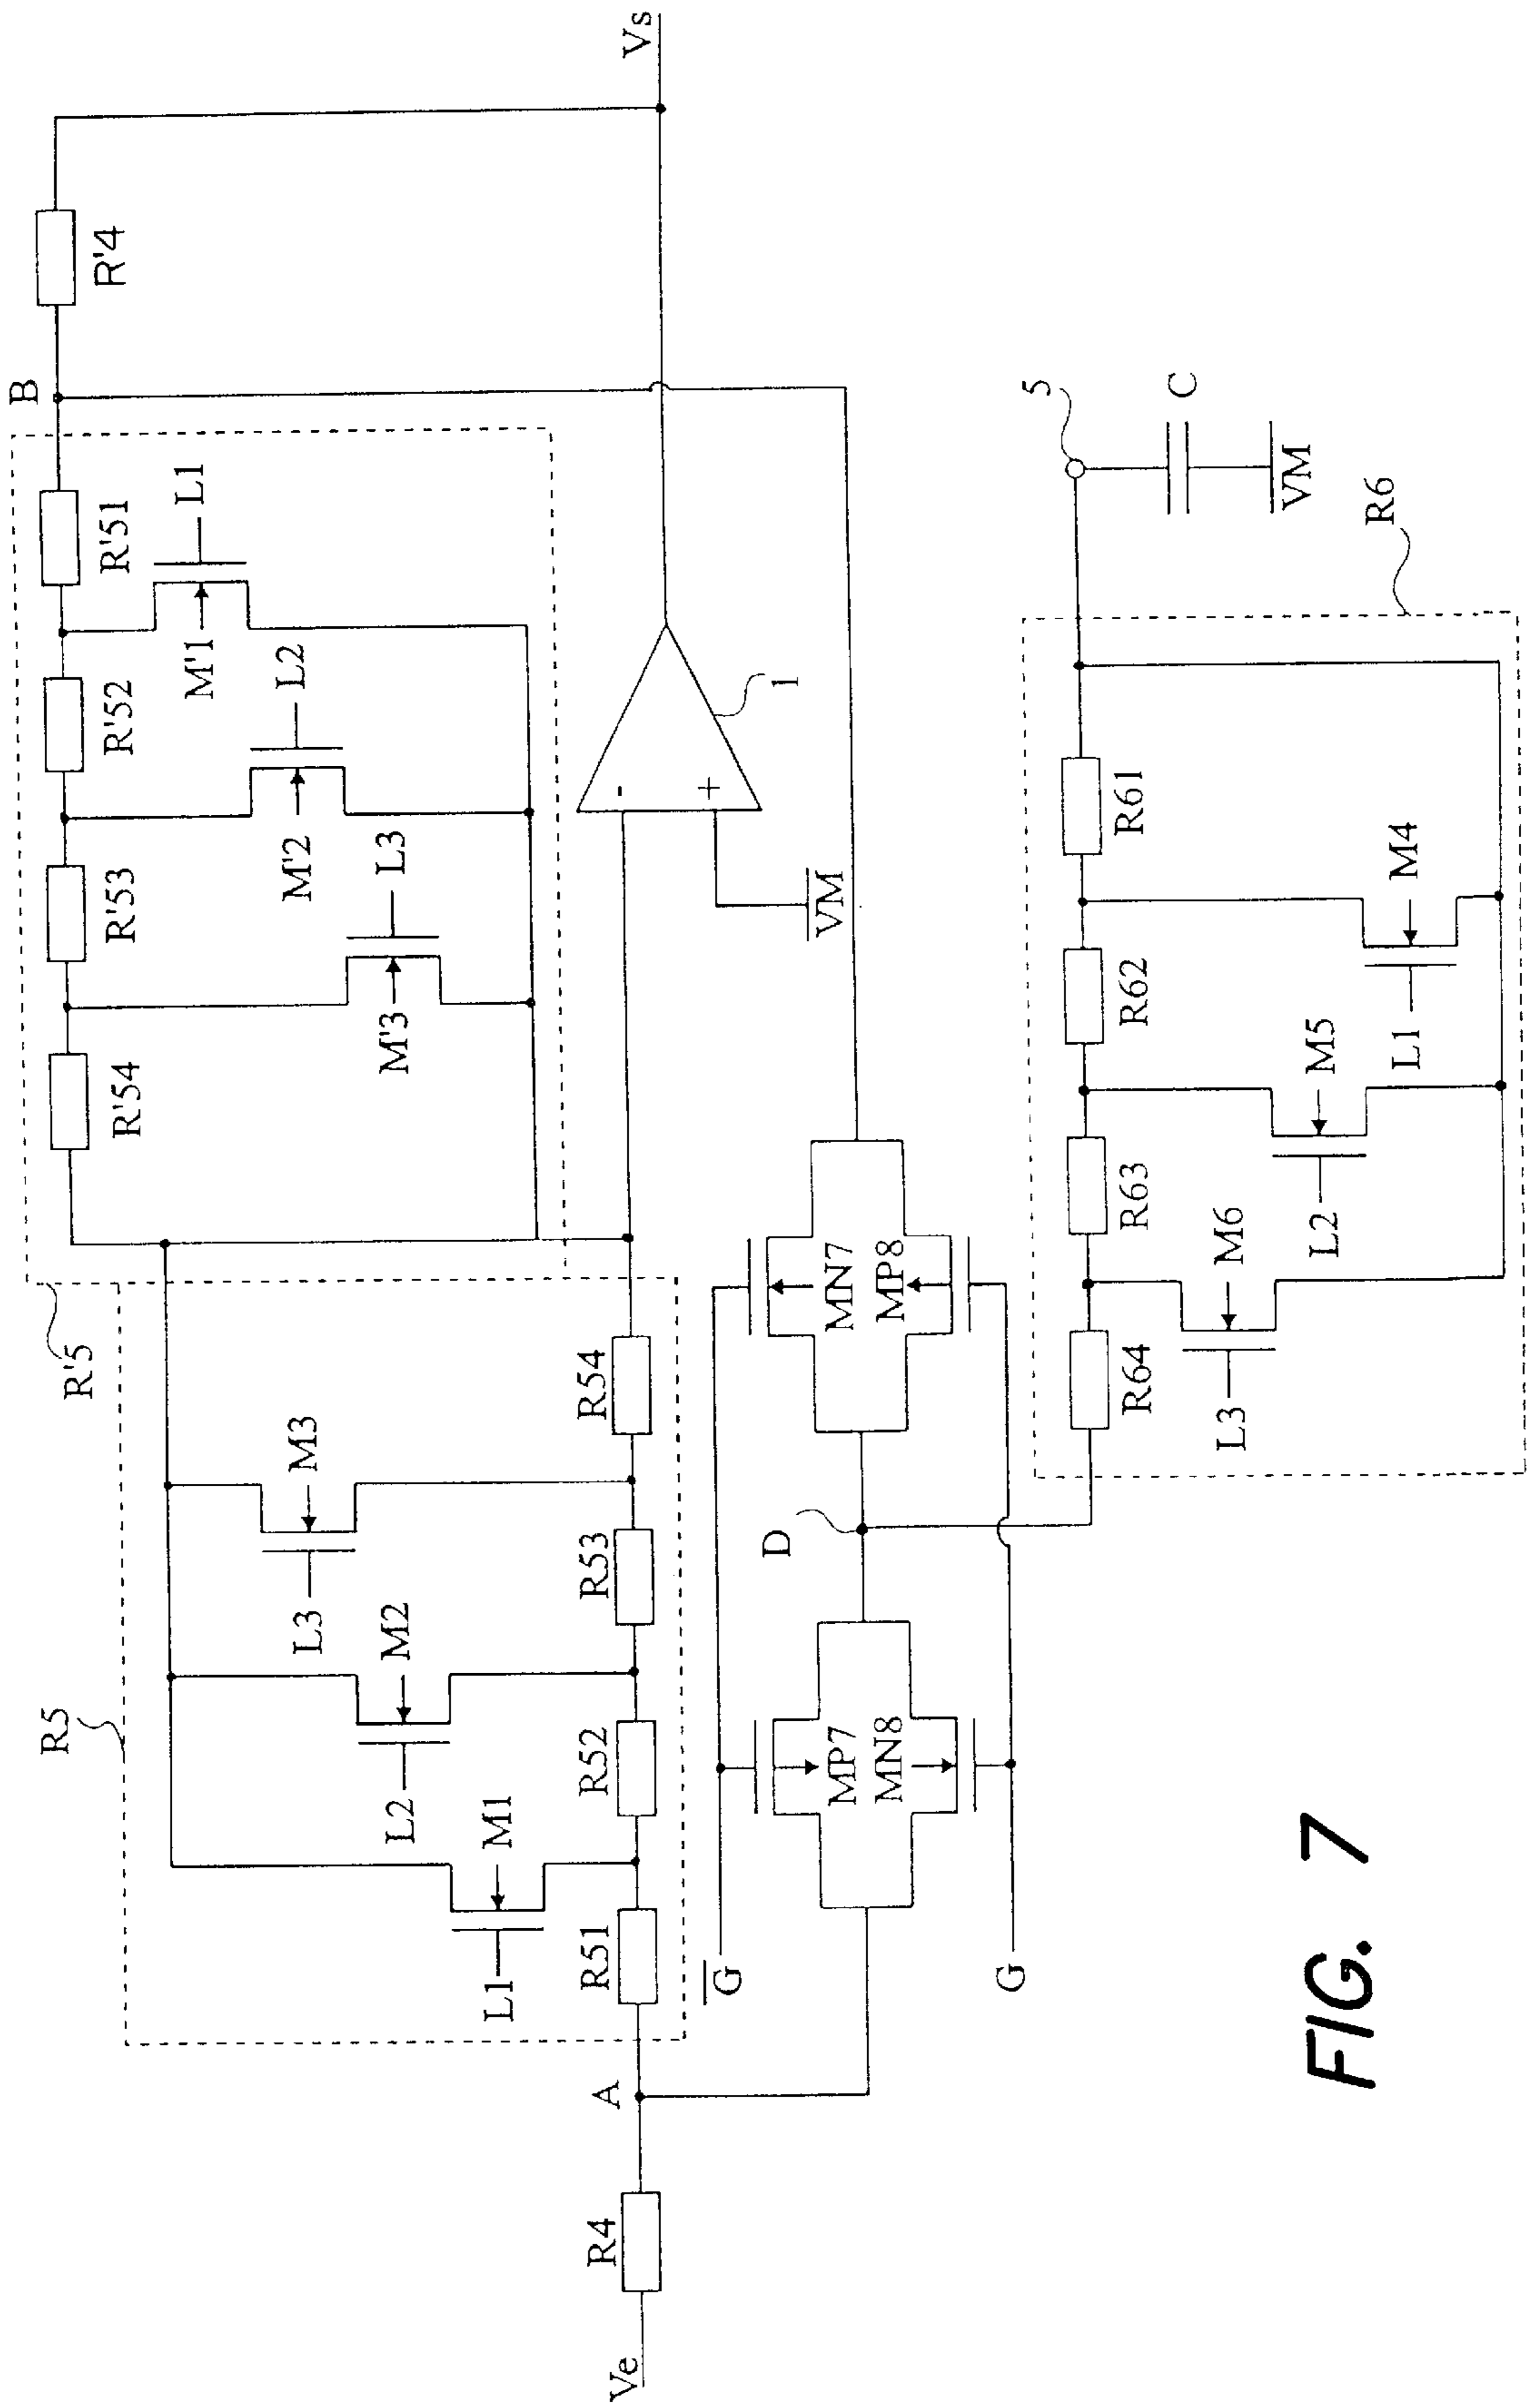 Vs
R'4
B
R'51
L1
M'1
R'52
L2
M'2
R'53
L3
M'3
R'54
R'5
-
+
1
VM
5
C
VM
R6
R61
M4
L1
R62
M5
L2
R63
M6
L3
R64
MN7
MP8
D
MP7
MN8
G
G
R5
M3
L3
R54
M2
L2
R53
M1
L1
R52
R51
A
R4
Ve
FIG. 7